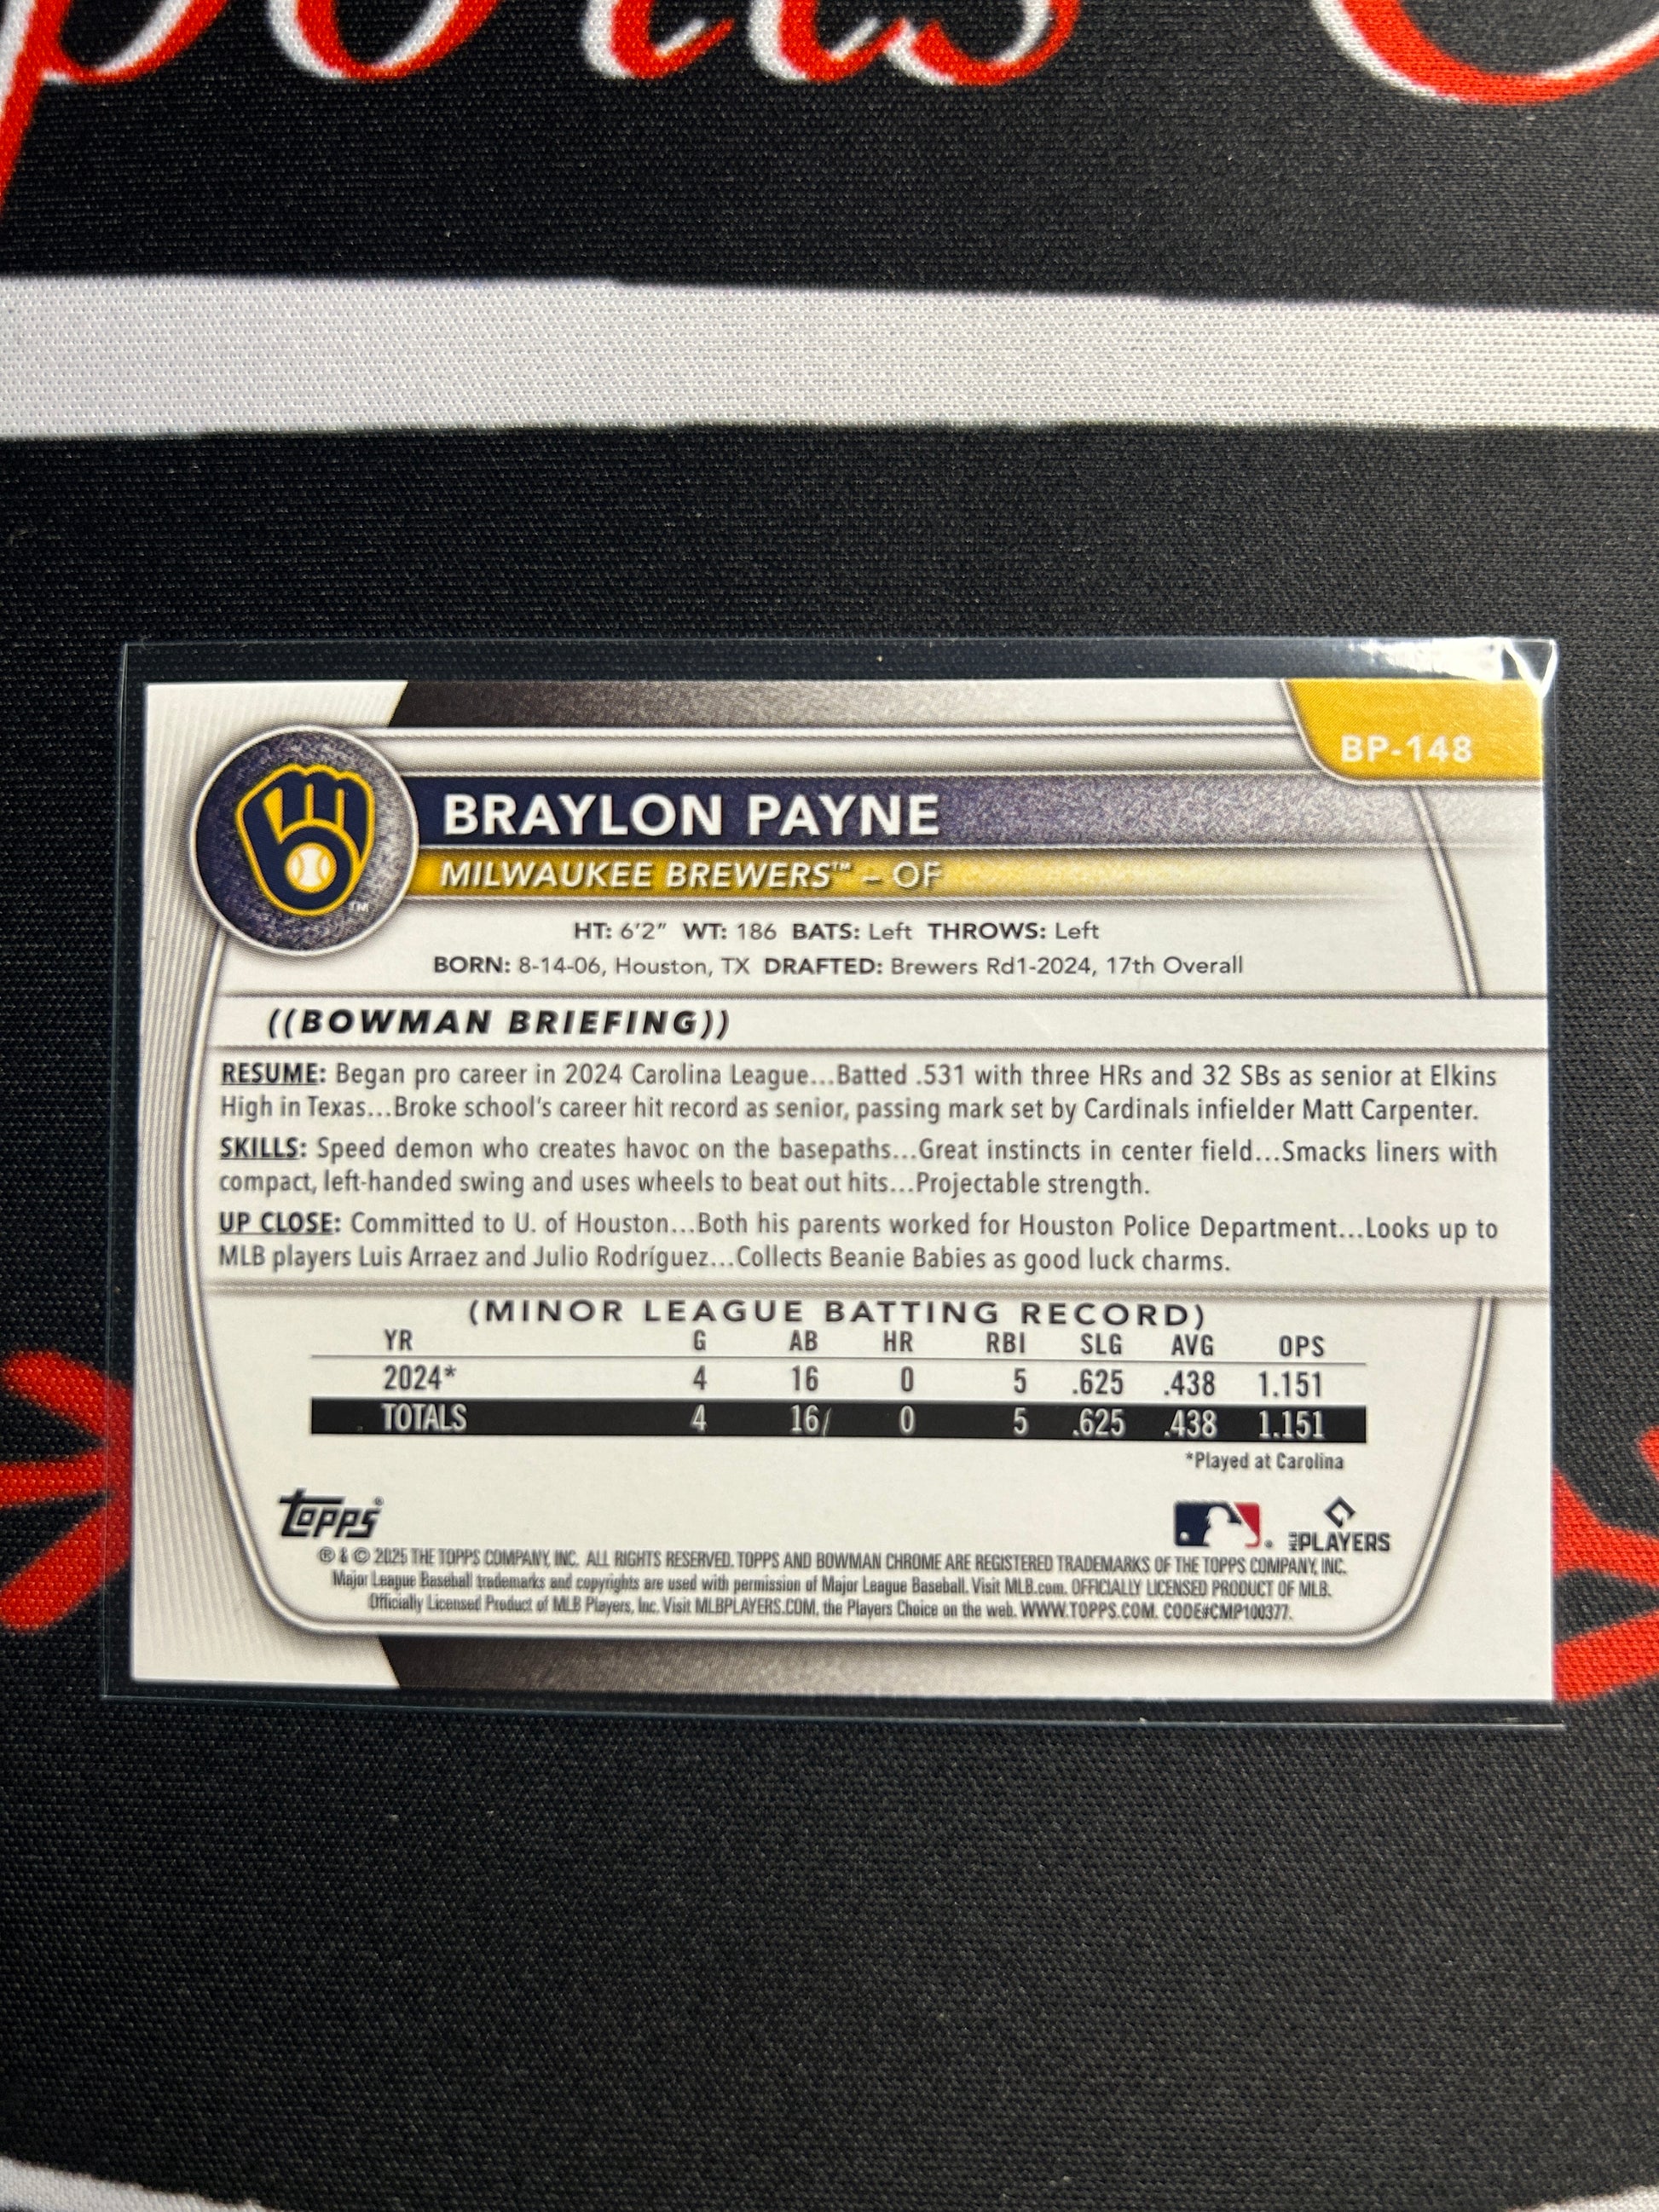 BP-148
BRAYLON PAYNE
MILWAUKEE BREWERS™ – OF
TM
HT: 6'2" WT: 186 BATS: Left THROWS: Left
BORN: 8-14-06, Houston, TX DRAFTED: Brewers Rd1-2024, 17th Overall
((BOWMAN BRIEFING))
RESUME: Began pro career in 2024 Carolina League...Batted .531 with three HRs and 32 SBs as senior at Elkins
High in Texas...Broke school's career hit record as senior, passing mark set by Cardinals infielder Matt Carpenter.
SKILLS: Speed demon who creates havoc on the basepaths...Great instincts in center field...Smacks liners with
compact, left-handed swing and uses wheels to beat out hits...Projectable strength.
UP CLOSE: Committed to U. of Houston...Both his parents worked for Houston Police Department...Looks up to
MLB players Luis Arraez and Julio Rodríguez...Collects Beanie Babies as good luck charms.
(MINOR LEAGUE BATTING RECORD)
YR G AB HR RBI SLG AVG OPS
2024* 4 16 0 5 .625 .438 1.151
TOTALS 4 16 0 5 .625 .438 1.151
*Played at Carolina
Topps®
MLB PLAYERS
® & © 2025 THE TOPPS COMPANY, INC. ALL RIGHTS RESERVED. TOPPS AND BOWMAN CHROME ARE REGISTERED TRADEMARKS OF THE TOPPS COMPANY, INC.
Major League Baseball trademarks and copyrights are used with permission of Major League Baseball. Visit MLB.com. OFFICIALLY LICENSED PRODUCT OF MLB.
Officially Licensed Product of MLB Players, Inc. Visit MLBPLAYERS.COM, the Players Choice on the web. WWW.TOPPS.COM. CODE#CMP100377.